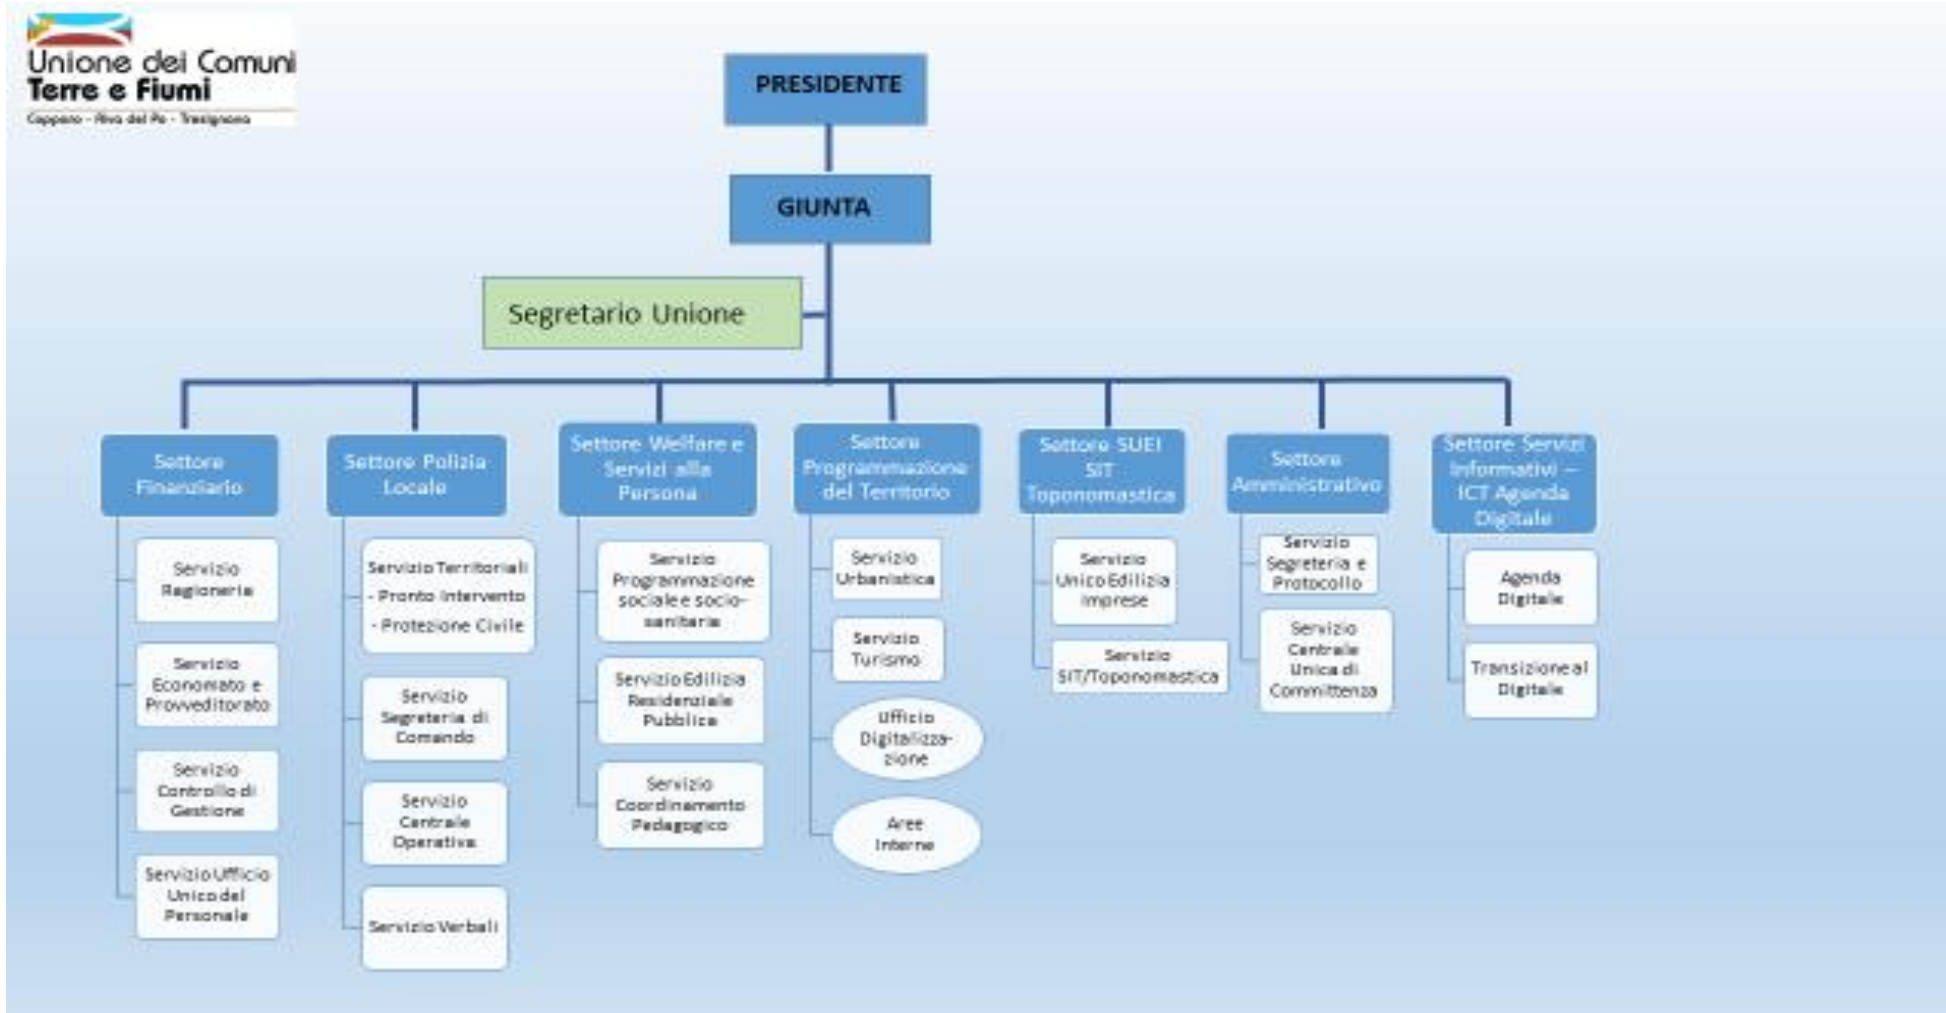 Unione dei Comuni
Terre e Fiumi
Copparo - Riva del Po - Tresignana
PRESIDENTE
GIUNTA
Segretario Unione
Settore
Finanziario
Servizio
Ragioneria
Servizio
Economato e
Provveditorato
Servizio
Controllo di
Gestione
Servizio Ufficio
Unico del
Personale
Settore Polizia
Locale
Servizio Territoriali
- Pronto Intervento
- Protezione Civile
Servizio
Segreteria di
Comando
Servizio
Centrale
Operativa
Servizio Verbali
Settore Welfare e
Servizi alla
Persona
Servizio
Programmazione
sociale e socio-
sanitaria
Servizio Edilizia
Residenziale
Pubblica
Servizio
Coordinamento
Pedagogico
Settore
Programmazione
del Territorio
Servizio
Urbanistica
Servizio
Turismo
Ufficio
Digitalizza-
zione
Aree
Interne
Settore SUEI
SIT
Toponomastica
Servizio
Unico Edilizia
Imprese
Servizio
SIT/Toponomastica
Settore
Amministrativo
Servizio
Segreteria e
Protocollo
Servizio
Centrale
Unica di
Committenza
Settore Servizi
Informativi –
ICT Agenda
Digitale
Agenda
Digitale
Transizione al
Digitale